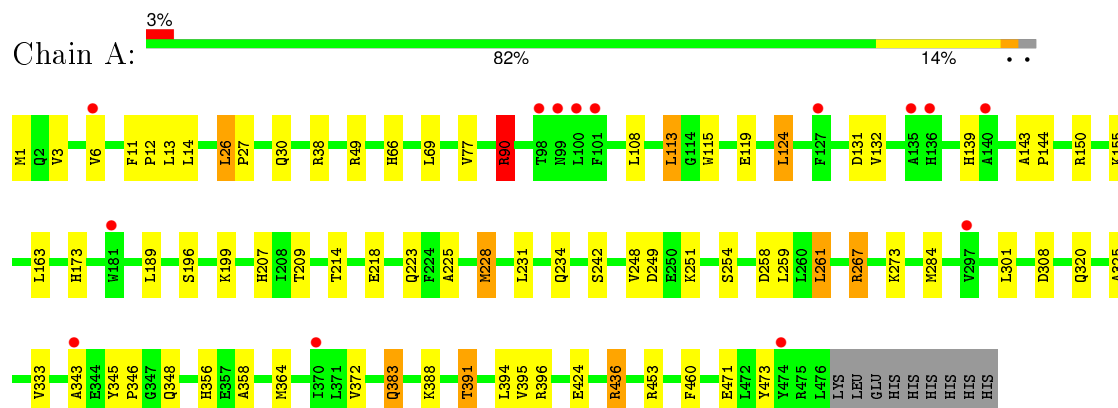 3%
Chain A:
82% 14% • •
M1 Q2 V3 V6 F11 P12 L13 L14 L26 P27 Q30 R38 R49 H66 L69 V77 R90 T98 N99 L100 F101 L108 L113 G114 W115 E119 L124 F127 D131 V132 A135 H136 H139 A140 A143 P144 R150 K155
L163 H173 W181 L189 S196 K199 H207 I208 T209 T214 E218 Q223 F224 A225 M228 L231 Q234 S242 V248 D249 E250 K251 S254 D258 L259 L260 L261 R267 K273 M284 V297 L301 D308 Q320 A325
V333 A343 E344 Y345 P346 G347 Q348 H356 E357 A358 M364 I370 L371 V372 Q383 K388 T391 L394 V395 R396 E424 R436 R453 F460 E471 L472 Y473 Y474 R475 L476 LYS LEU GLU HIS HIS HIS HIS HIS HIS